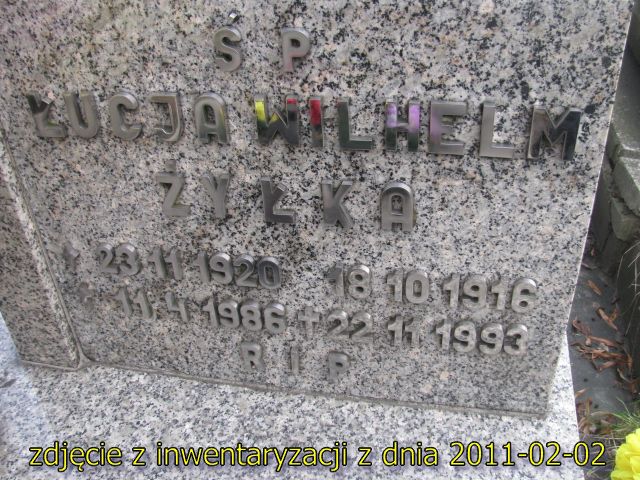 ŚP
ŁUCJA WILHELM
ŻYŁKA
* 23 11 1920 18 10 1916
+ 11.4 1986 + 22 11 1993
R I P
zdjęcie z inwentaryzacji z dnia 2011-02-02